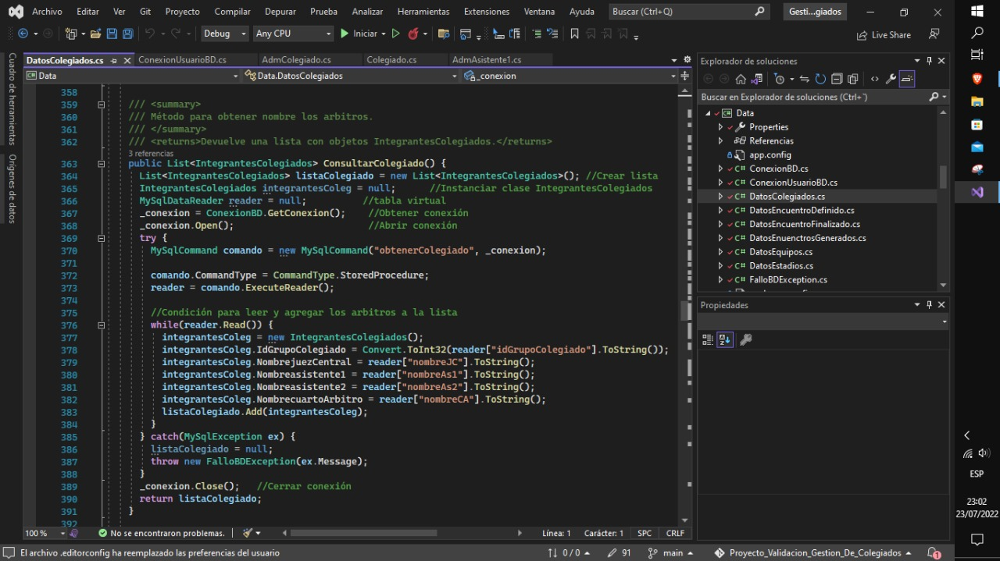 Archivo Editar Ver Git Proyecto Compilar Depurar Prueba Analizar Herramientas Extensiones Ventana Ayuda Buscar (Ctrl+Q) Gesti...giados
Debug Any CPU Iniciar Live Share
Cuadro de herramientas
Orígenes de datos
DatosColegiados.cs ConexionUsuarioBD.cs AdmColegiado.cs Colegiado.cs AdmAsistente1.cs
Data Data.DatosColegiados _conexion
358
359 /// <summary>
360 /// Método para obtener nombre los arbitros.
361 /// </summary>
362 /// <returns>Devuelve una lista con objetos IntegrantesColegiados.</returns>
3 referencias
363 public List<IntegrantesColegiados> ConsultarColegiado() {
364 List<IntegrantesColegiados> listaColegiado = new List<IntegrantesColegiados>(); //Crear lista
365 IntegrantesColegiados integrantesColeg = null; //Instanciar clase IntegrantesColegiados
366 MySqlDataReader reader = null; //tabla virtual
367 _conexion = ConexionBD.GetConexion(); //Obtener conexión
368 _conexion.Open(); //Abrir conexión
369 try {
370 MySqlCommand comando = new MySqlCommand("obtenerColegiado", _conexion);
371
372 comando.CommandType = CommandType.StoredProcedure;
373 reader = comando.ExecuteReader();
374
375 //Condición para leer y agregar los arbitros a la lista
376 while(reader.Read()) {
377 integrantesColeg = new IntegrantesColegiados();
378 integrantesColeg.IdGrupoColegiado = Convert.ToInt32(reader["idGrupoColegiado"].ToString());
379 integrantesColeg.NombrejuezCentral = reader["nombreJC"].ToString();
380 integrantesColeg.Nombreasistente1 = reader["nombreAs1"].ToString();
381 integrantesColeg.Nombreasistente2 = reader["nombreAs2"].ToString();
382 integrantesColeg.NombrecuartoArbitro = reader["nombreCA"].ToString();
383 listaColegiado.Add(integrantesColeg);
384 }
385 } catch(MySqlException ex) {
386 listaColegiado = null;
387 throw new FalloBDException(ex.Message);
388 }
389 _conexion.Close(); //Cerrar conexión
390 return listaColegiado;
391 }
392
100 % No se encontraron problemas. Línea: 1 Carácter: 1 SPC CRLF
El archivo .editorconfig ha reemplazado las preferencias del usuario 0 / 0 91 main Proyecto_Validacion_Gestion_De_Colegiados 1
Explorador de soluciones
Buscar en Explorador de soluciones (Ctrl+¨)
Data
Properties
Referencias
app.config
C# ConexionBD.cs
C# ConexionUsuarioBD.cs
C# DatosColegiados.cs
C# DatosEncuentroDefinido.cs
C# DatosEncuentroFinalizado.cs
C# DatosEnuenctrosGenerados.cs
C# DatosEquipos.cs
C# DatosEstadios.cs
C# FalloBDException.cs
Propiedades
ESP
23:02
23/07/2022